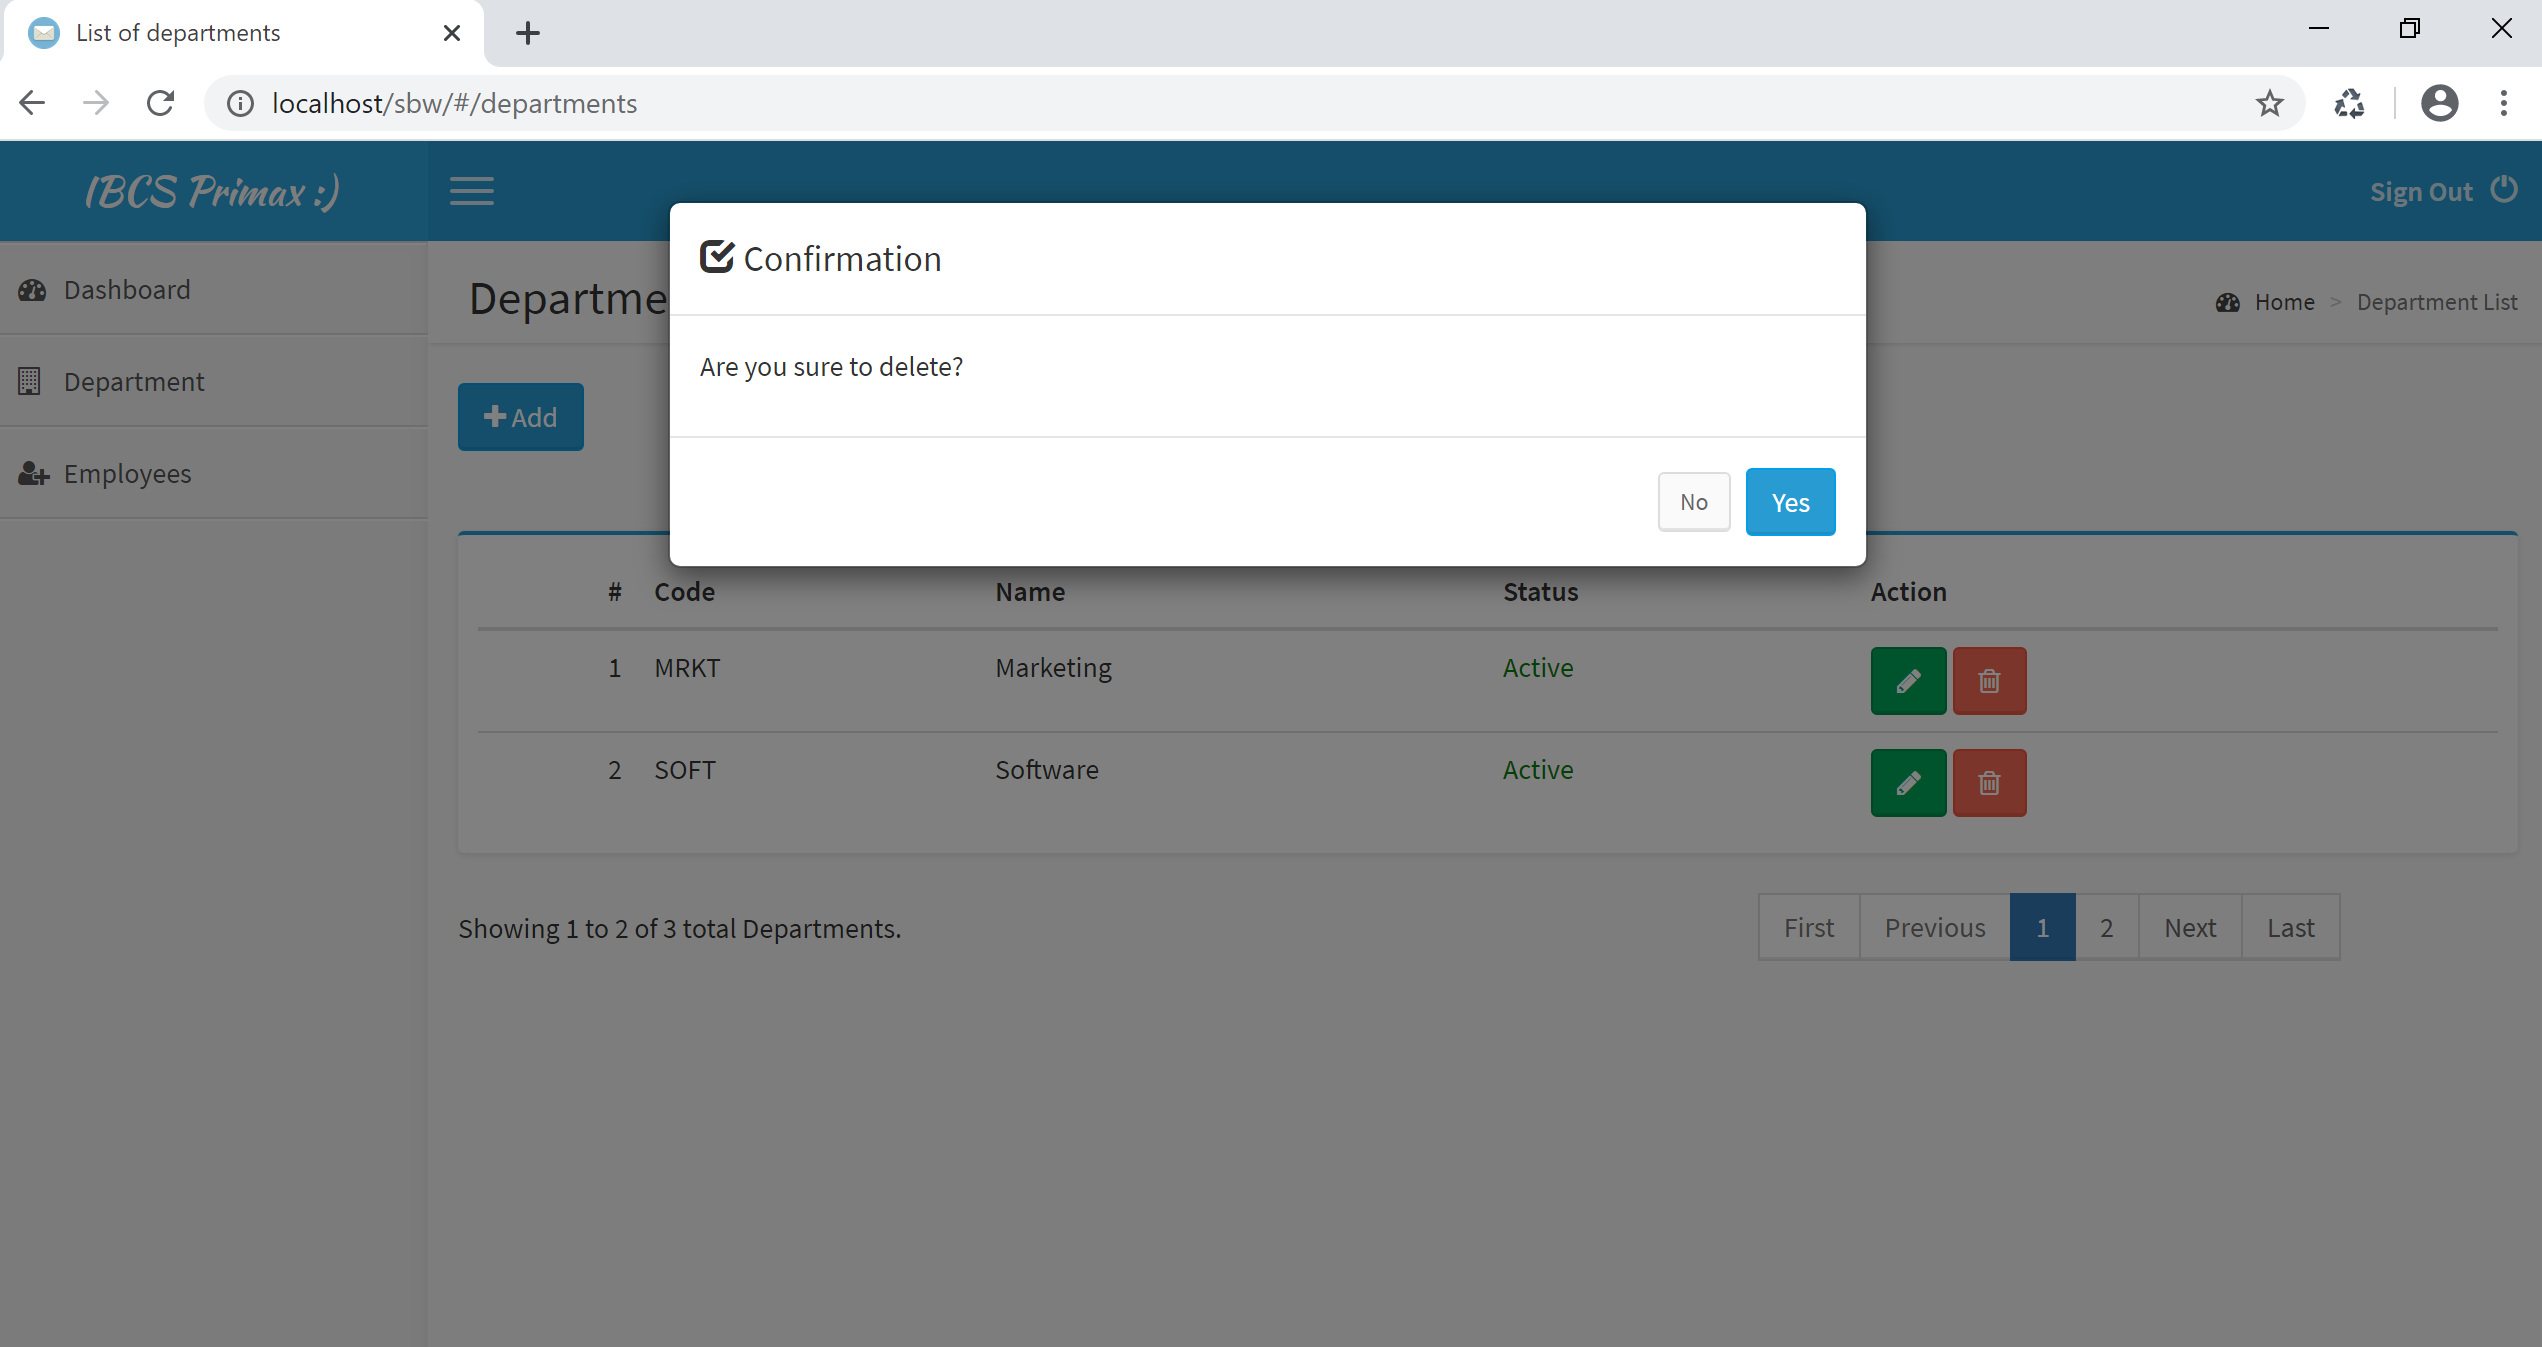 List of departments
localhost/sbw/#/departments
IBCS Primax :)
Sign Out
Confirmation
Are you sure to delete?
No
Yes
Dashboard
Department
Employees
Departme
Home > Department List
Add
# Code Name Status Action
1 MRKT Marketing Active
2 SOFT Software Active
Showing 1 to 2 of 3 total Departments.
First Previous 1 2 Next Last